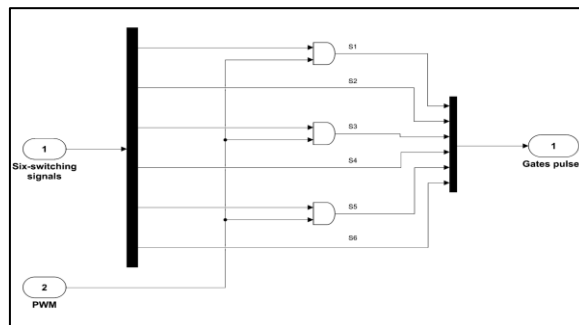 S1
S2
S3
1
Six-switching
signals
S4
1
Gates pulse
S5
S6
2
PWM